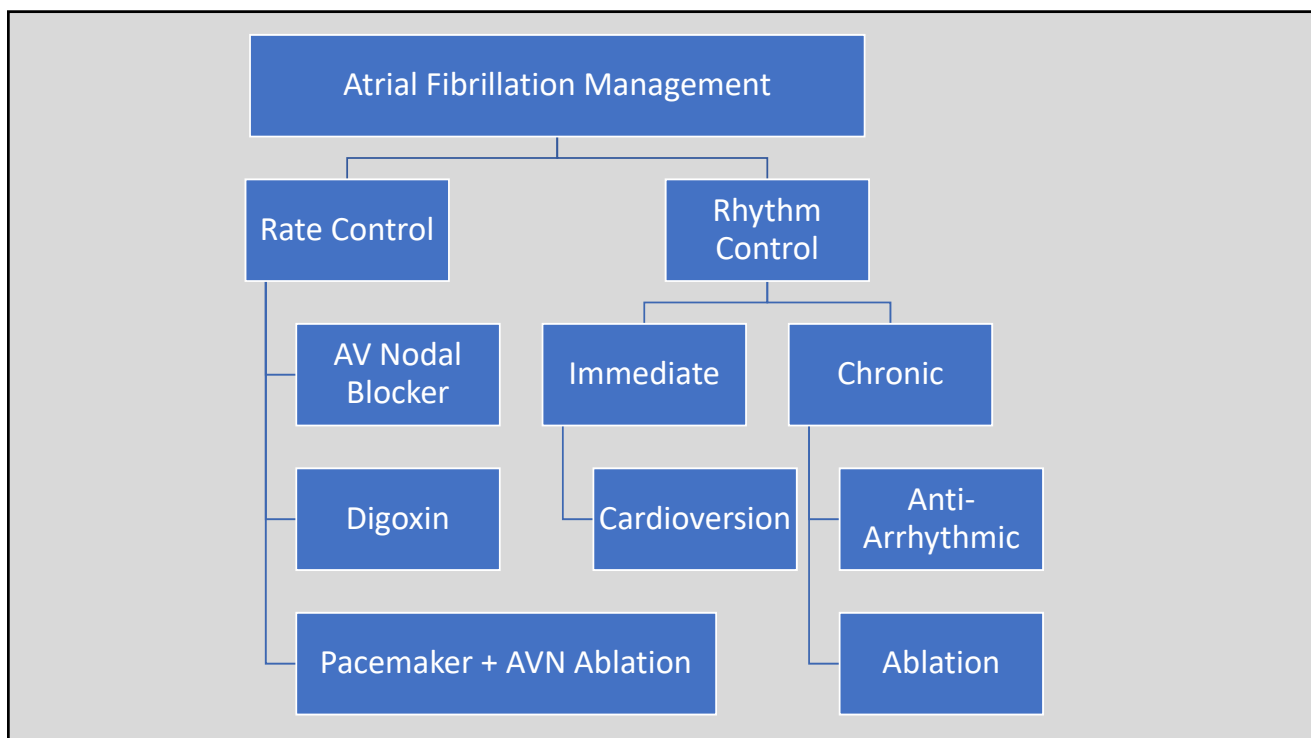 Atrial Fibrillation Management
Rate Control
Rhythm
Control
AV Nodal
Blocker
Immediate
Chronic
Digoxin
Cardioversion
Anti-
Arrhythmic
Pacemaker + AVN Ablation
Ablation